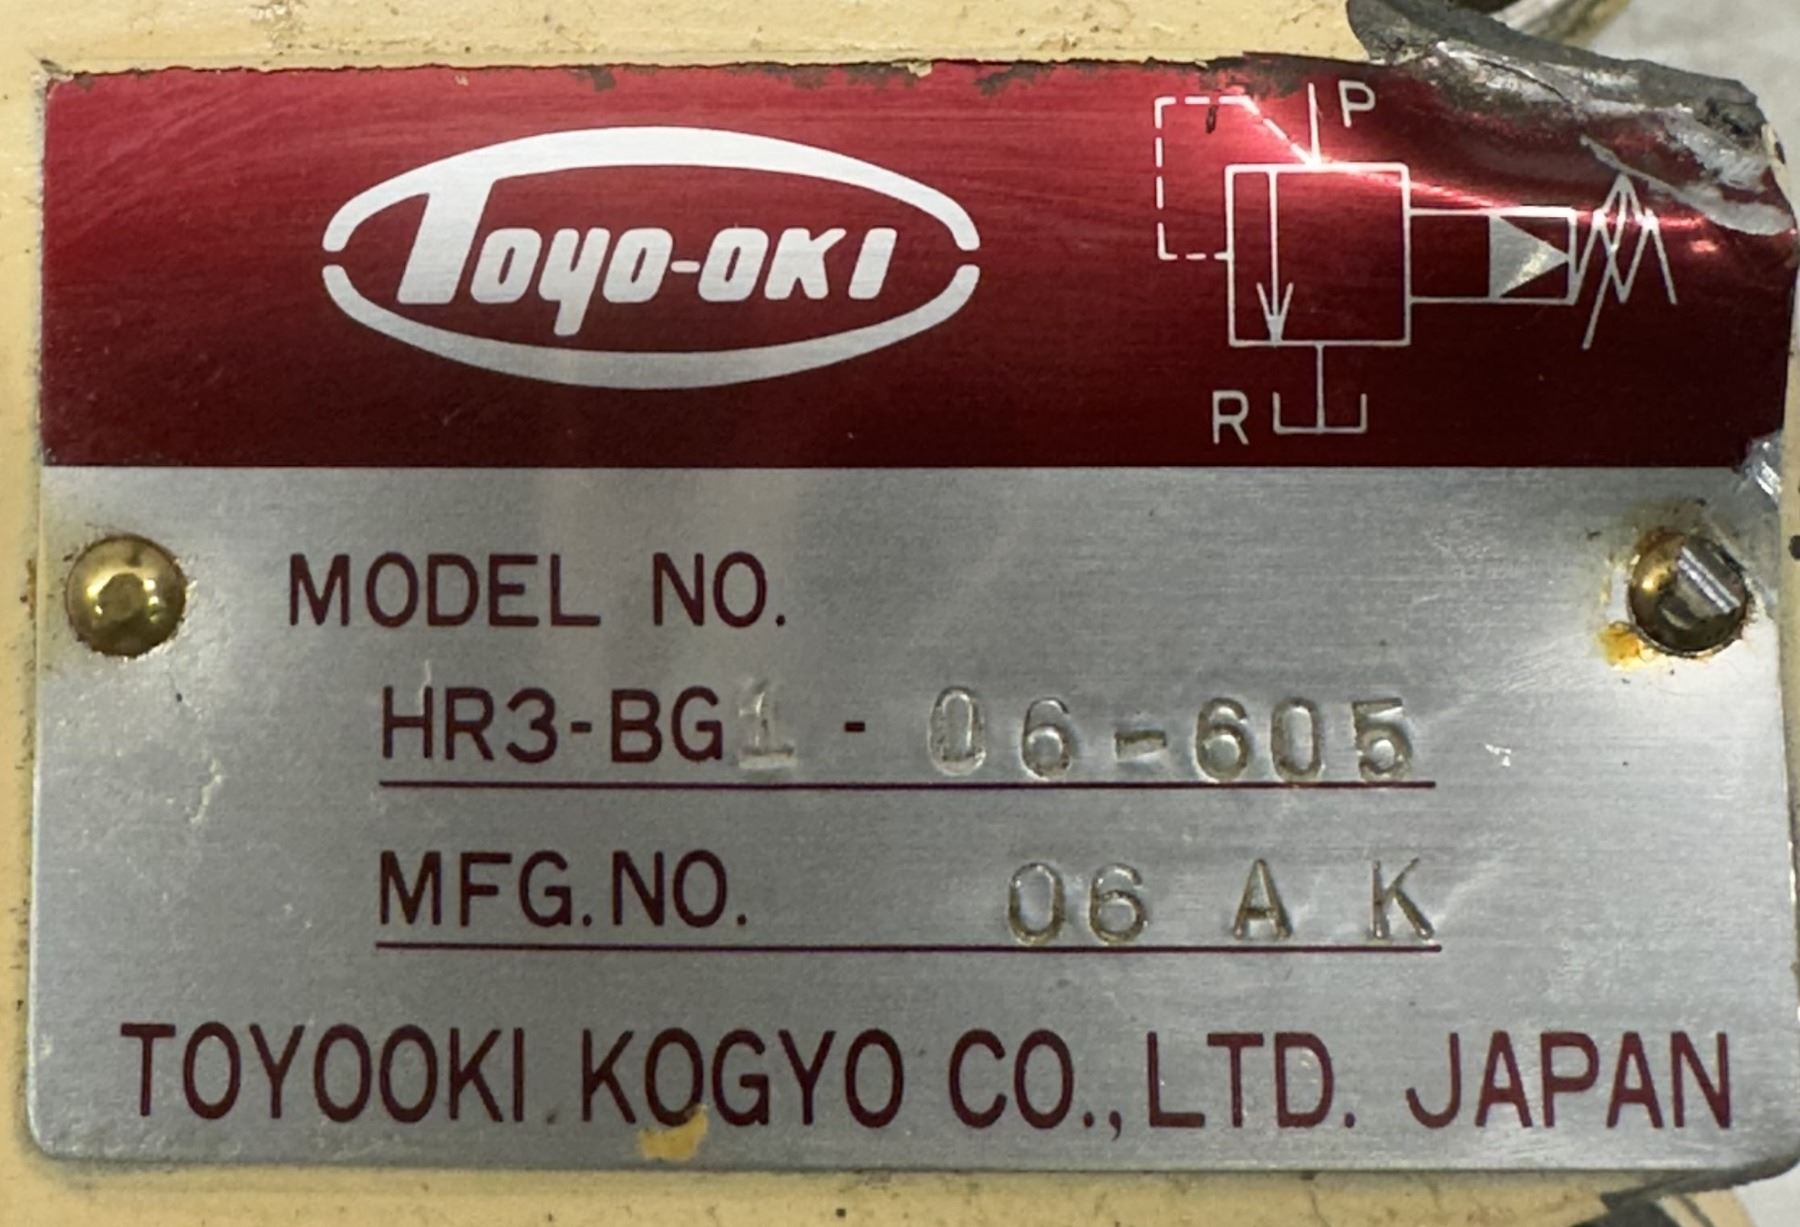 P
TOYO-OKI
R
MODEL NO.
HR3-BG1 - 06-605
MFG.NO. 06 A K
TOYOOKI KOGYO CO.,LTD. JAPAN